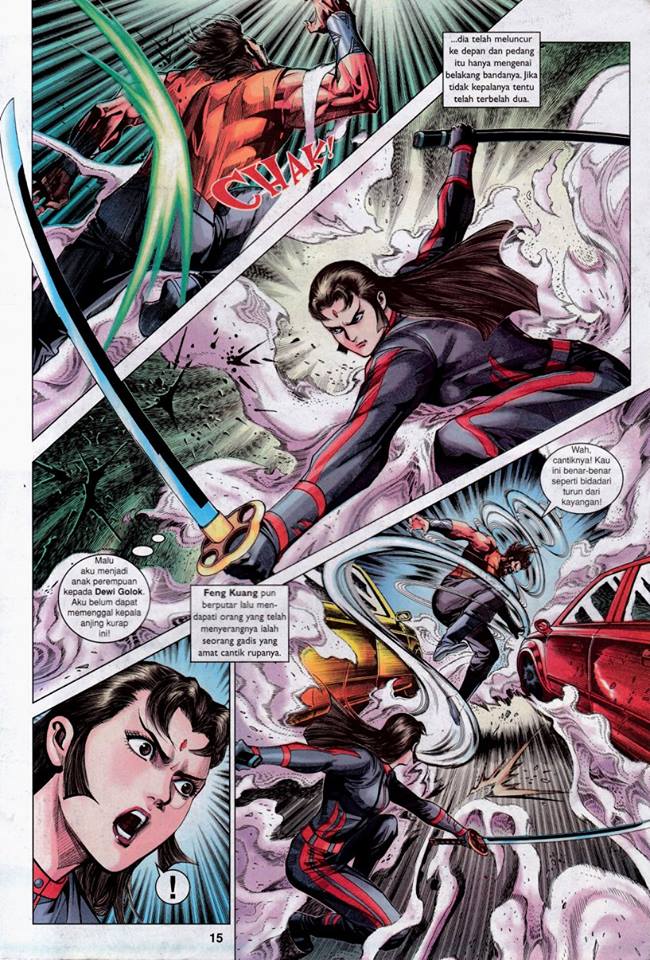 CHAK!
...dia telah meluncur
ke depan dan pedang
itu hanya mengenai
belakang bandanya. Jika
tidak kepalanya tentu
telah terbelah dua.
Malu
aku menjadi
anak perempuan
kepada Dewi Golok.
Aku belum dapat
memenggal kepala
anjing kurap
ini!
Feng Kuang pun
berputar lalu men-
dapati orang yang telah
menyerangnya ialah
seorang gadis yang
amat cantik rupanya.
Wah,
cantiknya! Kau
ini benar-benar
seperti bidadari
turun dari
kayangan!
!
15